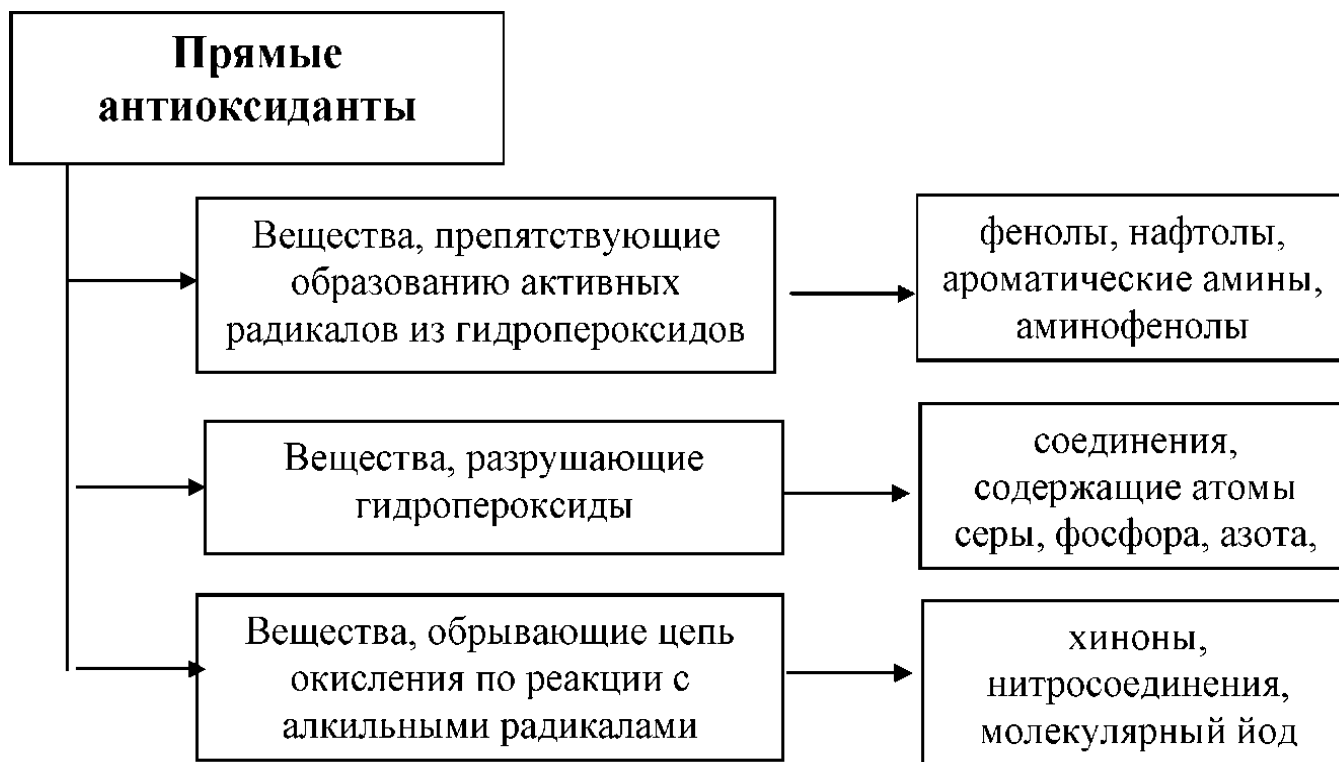 Прямые
антиоксиданты
Вещества, препятствующие
образованию активных
радикалов из гидропероксидов
фенолы, нафтолы,
ароматические амины,
аминофенолы
Вещества, разрушающие
гидропероксиды
соединения,
содержащие атомы
серы, фосфора, азота,
Вещества, обрывающие цепь
окисления по реакции с
алкильными радикалами
хиноны,
нитросоединения,
молекулярный йод